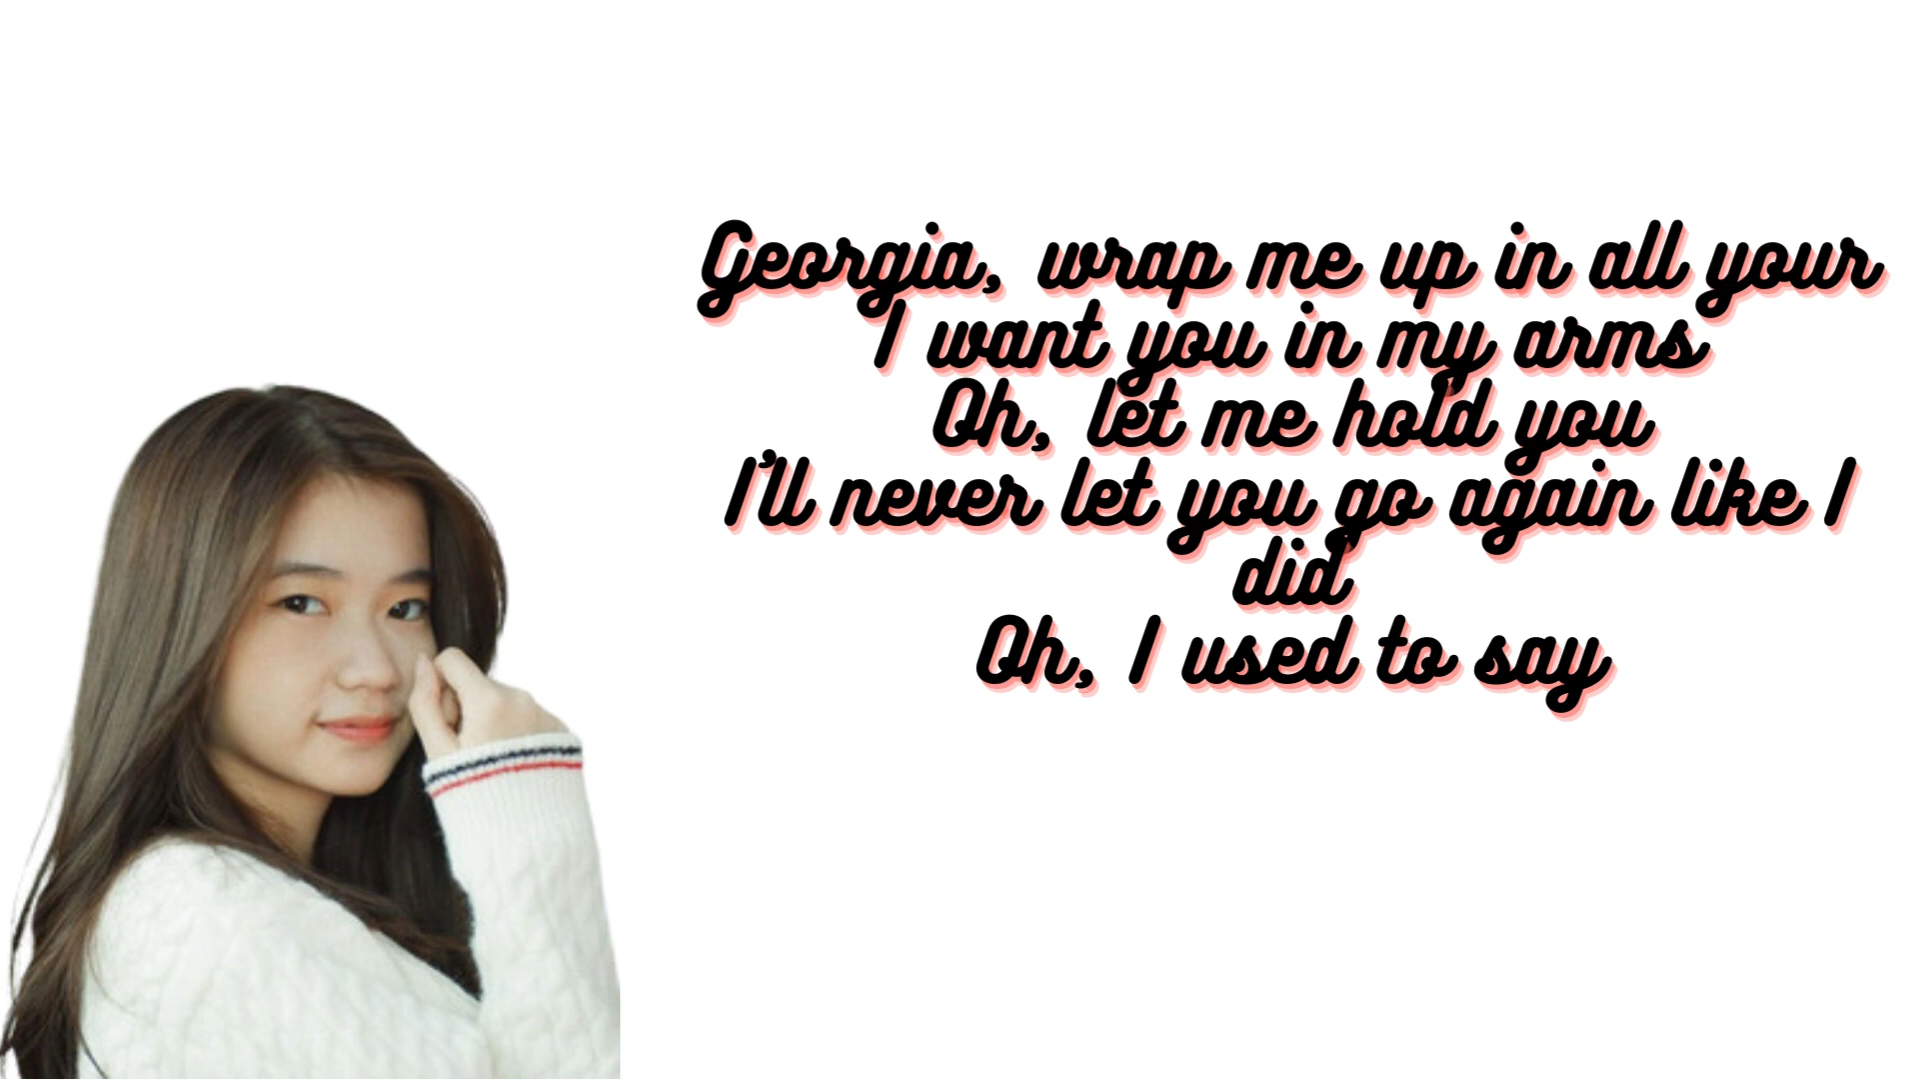 Georgia, wrap me up in all your
I want you in my arms
Oh, let me hold you
I'll never let you go again like I
did
Oh, I used to say